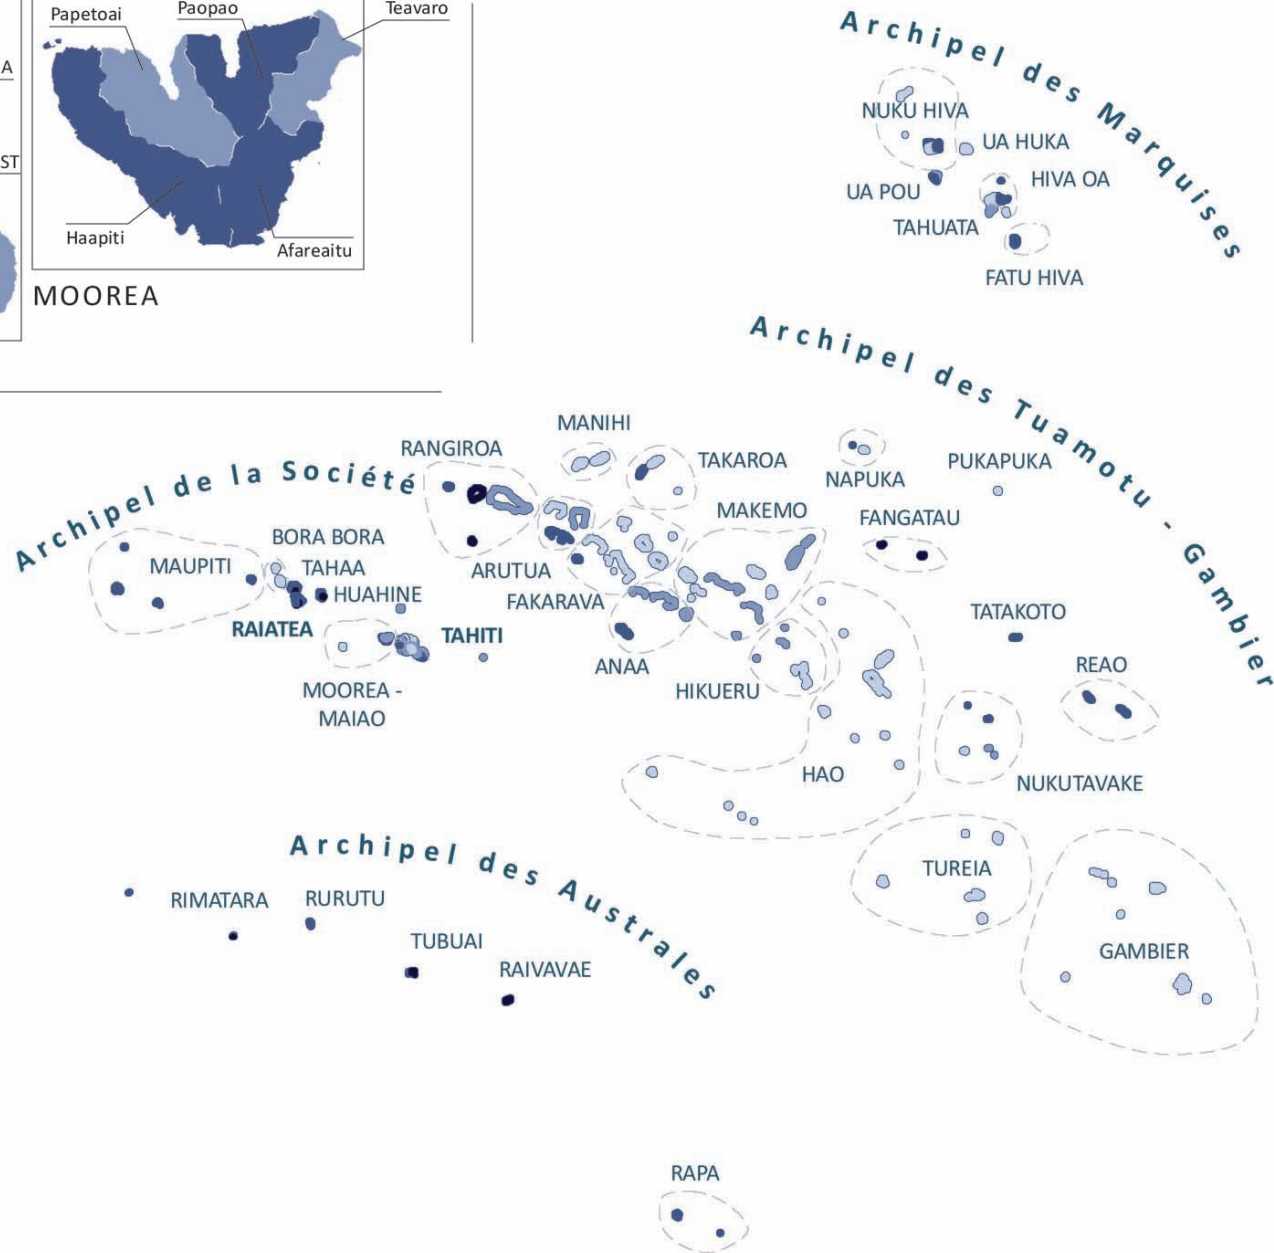 Papetoai
Paopao
Teavaro
A
ST
Haapiti
Afareaitu
MOOREA
Archipel des Marquises
NUKU HIVA
UA HUKA
HIVA OA
UA POU
TAHUATA
FATU HIVA
Archipel des Tuamotu - Gambier
MANIHI
RANGIROA
TAKAROA
NAPUKA
PUKAPUKA
Archipel de la Société
MAKEMO
FANGATAU
BORA BORA
MAUPITI
TAHAA
ARUTUA
HUAHINE
FAKARAVA
TATAKOTO
RAIATEA
TAHITI
ANAA
REAO
MOOREA -
MAIAO
HIKUERU
HAO
NUKUTAVAKE
Archipel des Australes
TUREIA
RIMATARA
RURUTU
TUBUAI
GAMBIER
RAIVAVAE
RAPA